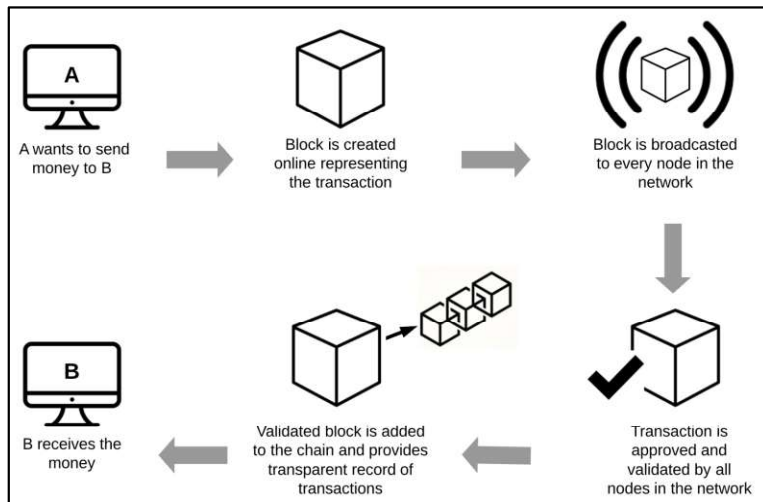 A
A wants to send
money to B
Block is created
online representing
the transaction
Block is broadcasted
to every node in the
network
Transaction is
approved and
validated by all
nodes in the network
Validated block is added
to the chain and provides
transparent record of
transactions
B
B receives the
money